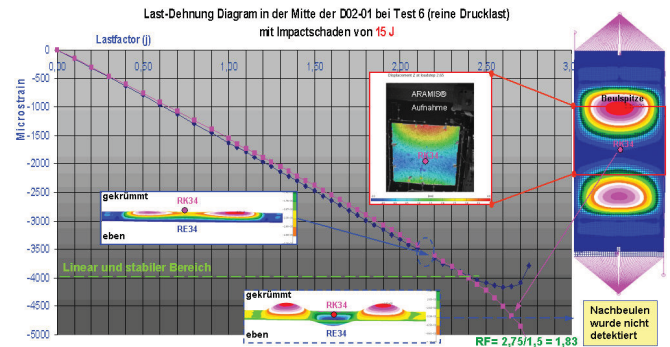 Last-Dehnung Diagram in der Mitte der D02-01 bei Test 6 (reine Drucklast)
mit Impactschaden von 15 J
Lastfactor (j)
0,00
0,50
1,00
1,50
2,00
2,50
3,0
Microstrain
0
-500
-1000
-1500
-2000
-2500
-3000
-3500
-4000
-4500
-5000
ARAMIS®
Aufnahme
RK34
Beulspitze
RK34
gekrümmt
RK34
eben
RE34
Linear und stabiler Bereich
gekrümmt
RK34
eben
RE34
RF= 2,75/1,5 = 1,83
Nachbeulen
wurde nicht
detektiert